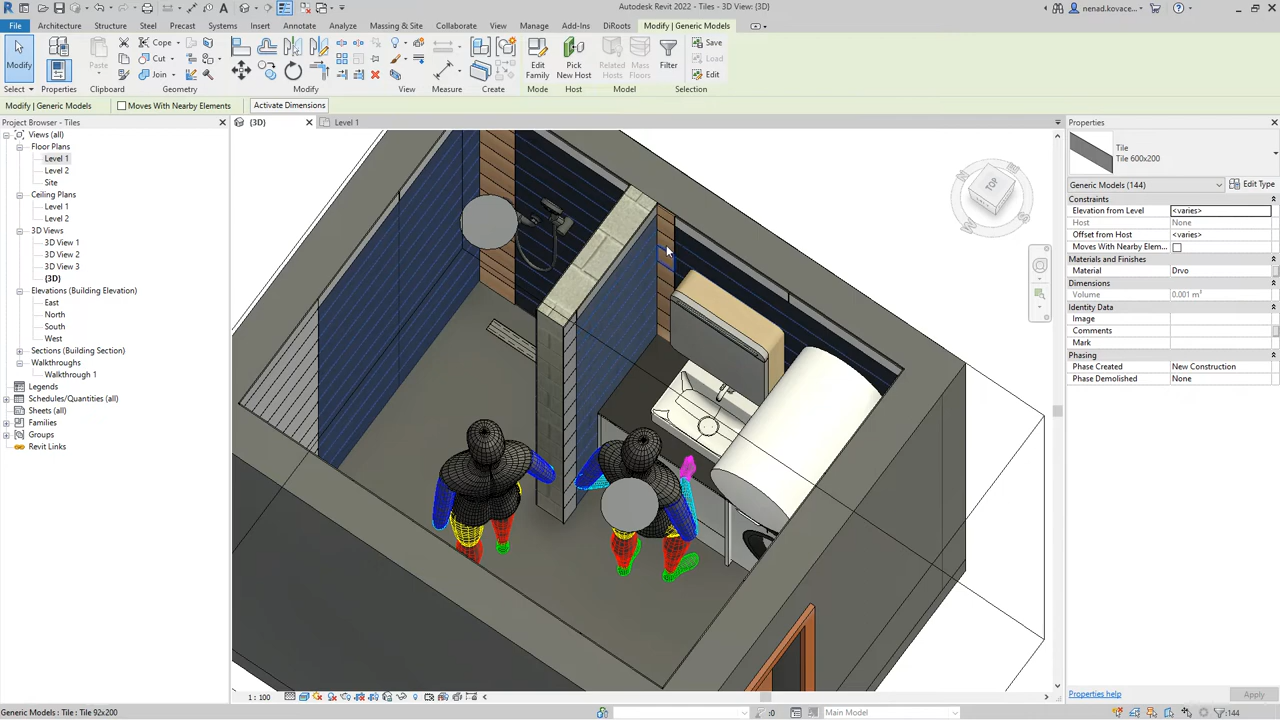 Autodesk Revit 2022 - Tiles - 3D View: {3D}
nenad.kovace...
File Architecture Structure Steel Precast Systems Insert Annotate Analyze Massing & Site Collaborate View Manage Add-Ins DiRoots Modify | Generic Models
Modify
Select
Properties
Paste
Clipboard
Cope
Cut
Join
Geometry
Modify
View
Measure
Create
Edit Family
Mode
Pick New Host
Host
Related Hosts
Mass Floors
Model
Filter
Save
Load
Edit
Selection
Modify | Generic Models
Moves With Nearby Elements
Activate Dimensions
Project Browser - Tiles
Views (all)
Floor Plans
Level 1
Level 2
Site
Ceiling Plans
Level 1
Level 2
3D Views
3D View 1
3D View 2
3D View 3
{3D}
Elevations (Building Elevation)
East
North
South
West
Sections (Building Section)
Walkthroughs
Walkthrough 1
Legends
Schedules/Quantities (all)
Sheets (all)
Families
Groups
Revit Links
{3D}
Level 1
TOP
Properties
Tile
Tile 600x200
Generic Models (144)
Edit Type
Constraints
Elevation from Level <varies>
Host None
Offset from Host <varies>
Moves With Nearby Elem...
Materials and Finishes
Material Drvo
Dimensions
Volume 0.001 m³
Identity Data
Image
Comments
Mark
Phasing
Phase Created New Construction
Phase Demolished None
Properties help
Apply
1 : 100
Generic Models : Tile : Tile 92x200
:0
Main Model
:144